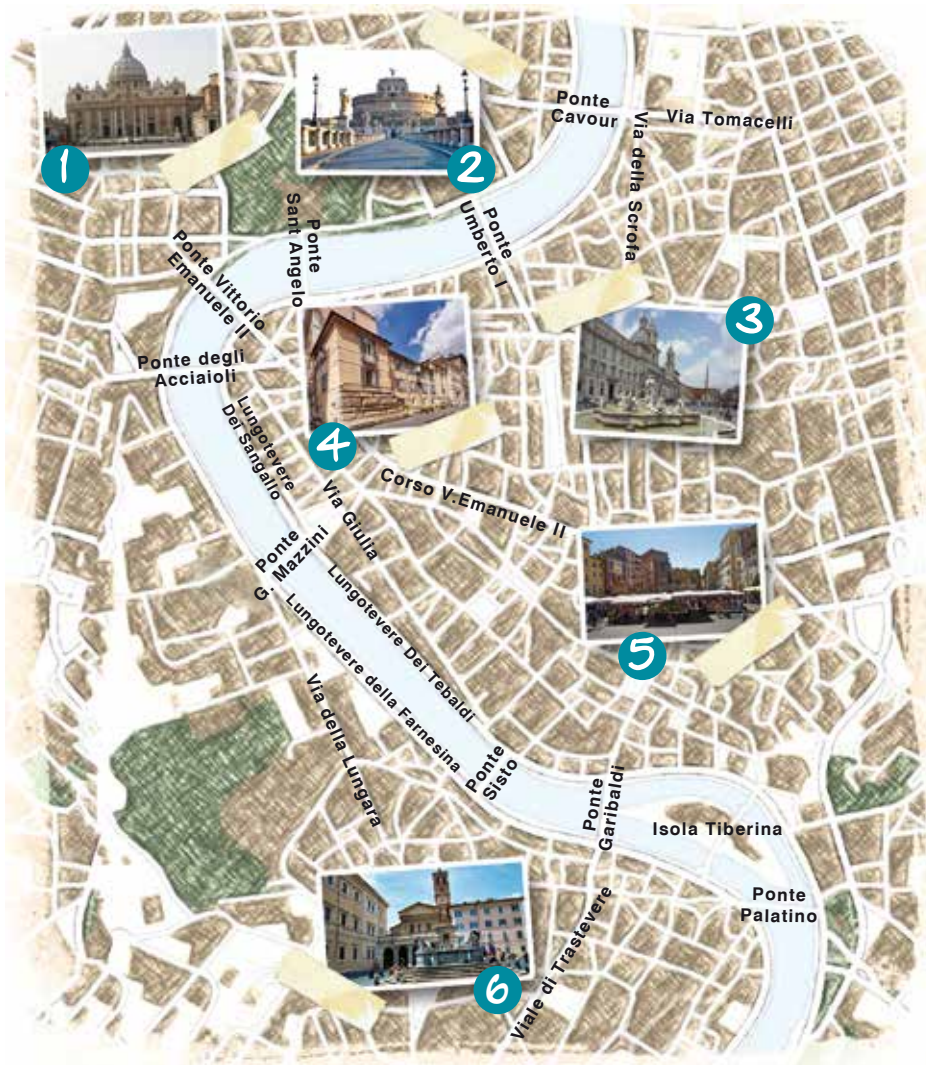 1
2
Ponte
Cavour
Via Tomacelli
Via della Scrofa
Ponte
Sant Angelo
Ponte
Umberto I
Ponte Vittorio
Emanuele II
3
Ponte degli
Acciaioli
4
Lungotevere
Dei Sangallo
Corso V.Emanuele II
Via Giulia
Ponte
G. Mazzini
5
Lungotevere Dei Tebaldi
Lungotevere della Farnesina
Via della Lungara
Ponte
Sisto
Ponte
Garibaldi
Isola Tiberina
Ponte
Palatino
6
Viale di Trastevere